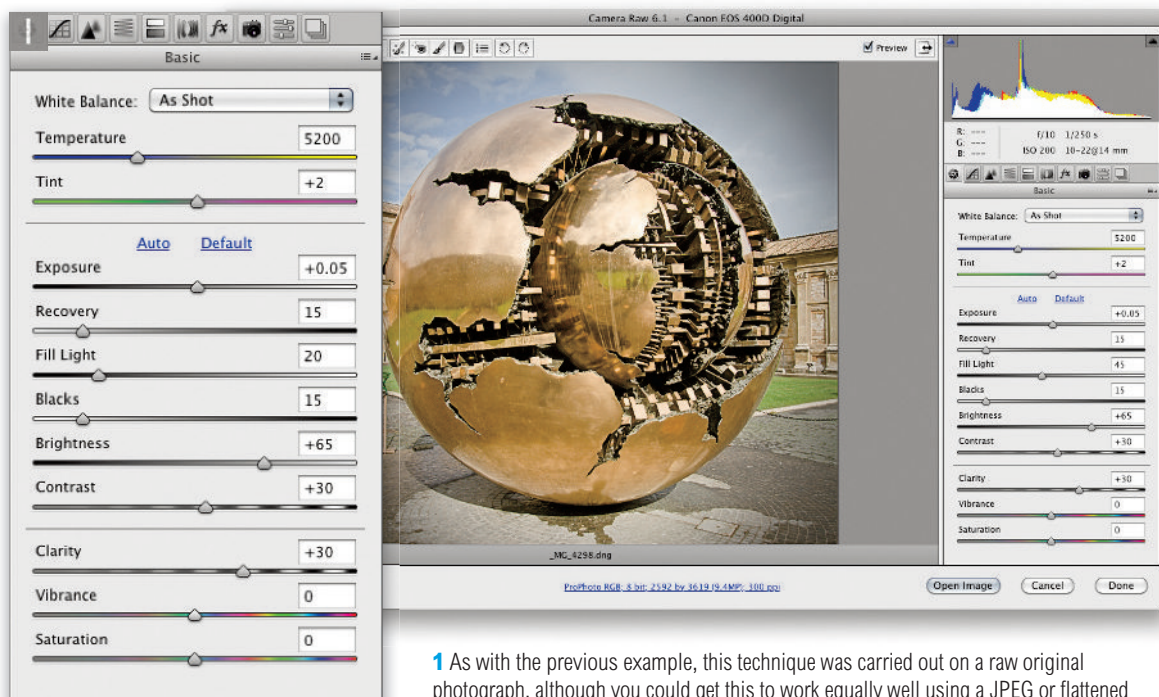 Basic
White Balance: As Shot
Temperature 5200
Tint +2
Auto Default
Exposure +0.05
Recovery 15
Fill Light 20
Blacks 15
Brightness +65
Contrast +30
Clarity +30
Vibrance 0
Saturation 0
Camera Raw 6.1 – Canon EOS 400D Digital
Preview
R: ---
G: ---
B: ---
f/10 1/250 s
ISO 200 10–22@14 mm
Basic
White Balance: As Shot
Temperature 5200
Tint +2
Auto Default
Exposure +0.05
Recovery 15
Fill Light 45
Blacks 15
Brightness +65
Contrast +30
Clarity +30
Vibrance 0
Saturation 0
_MG_4298.dng
ProPhoto RGB; 8 bit; 2592 by 3619 (9.4MP); 300 ppi
Open Image Cancel Done
1 As with the previous example, this technique was carried out on a raw original
photograph, although you could get this to work equally well using a JPEG or flattened